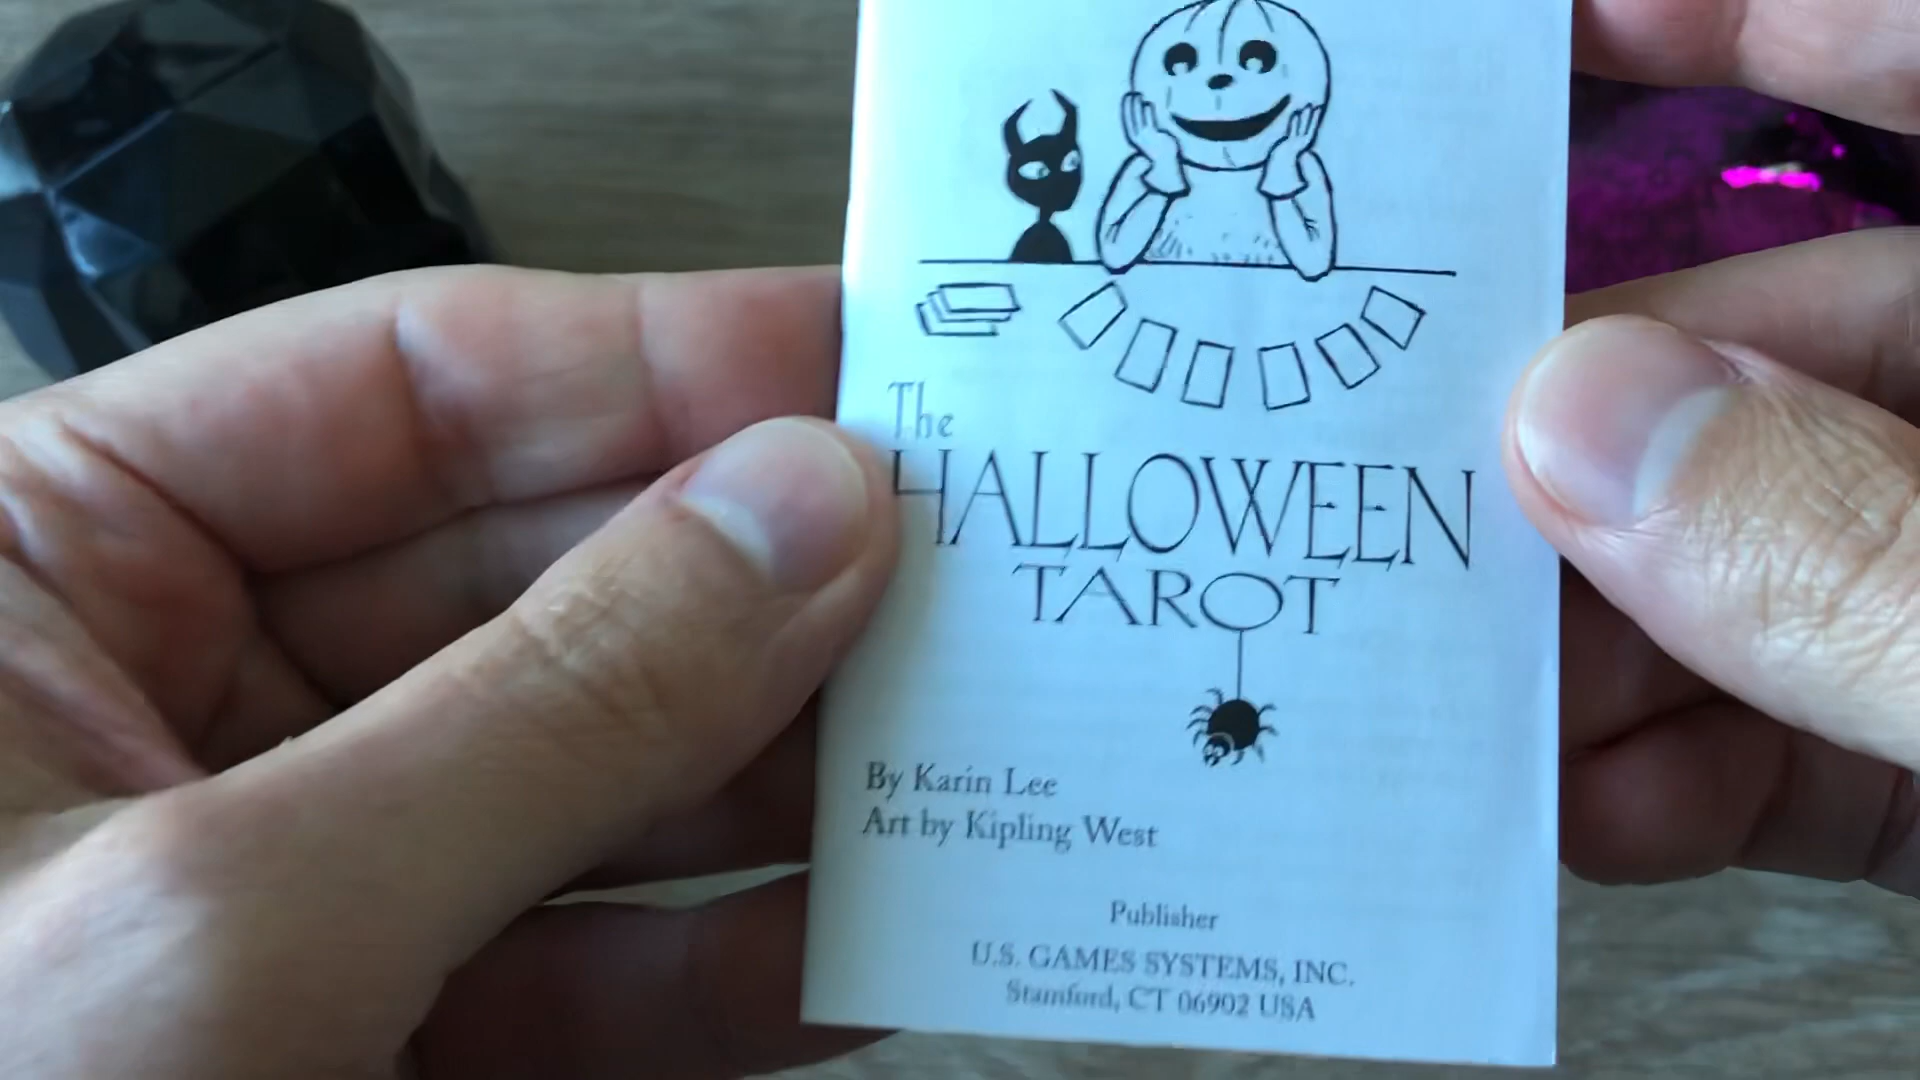 The
HALLOWEEN
TAROT
By Karin Lee
Art by Kipling West
Publisher
U.S. GAMES SYSTEMS, INC.
Stamford, CT 06902 USA